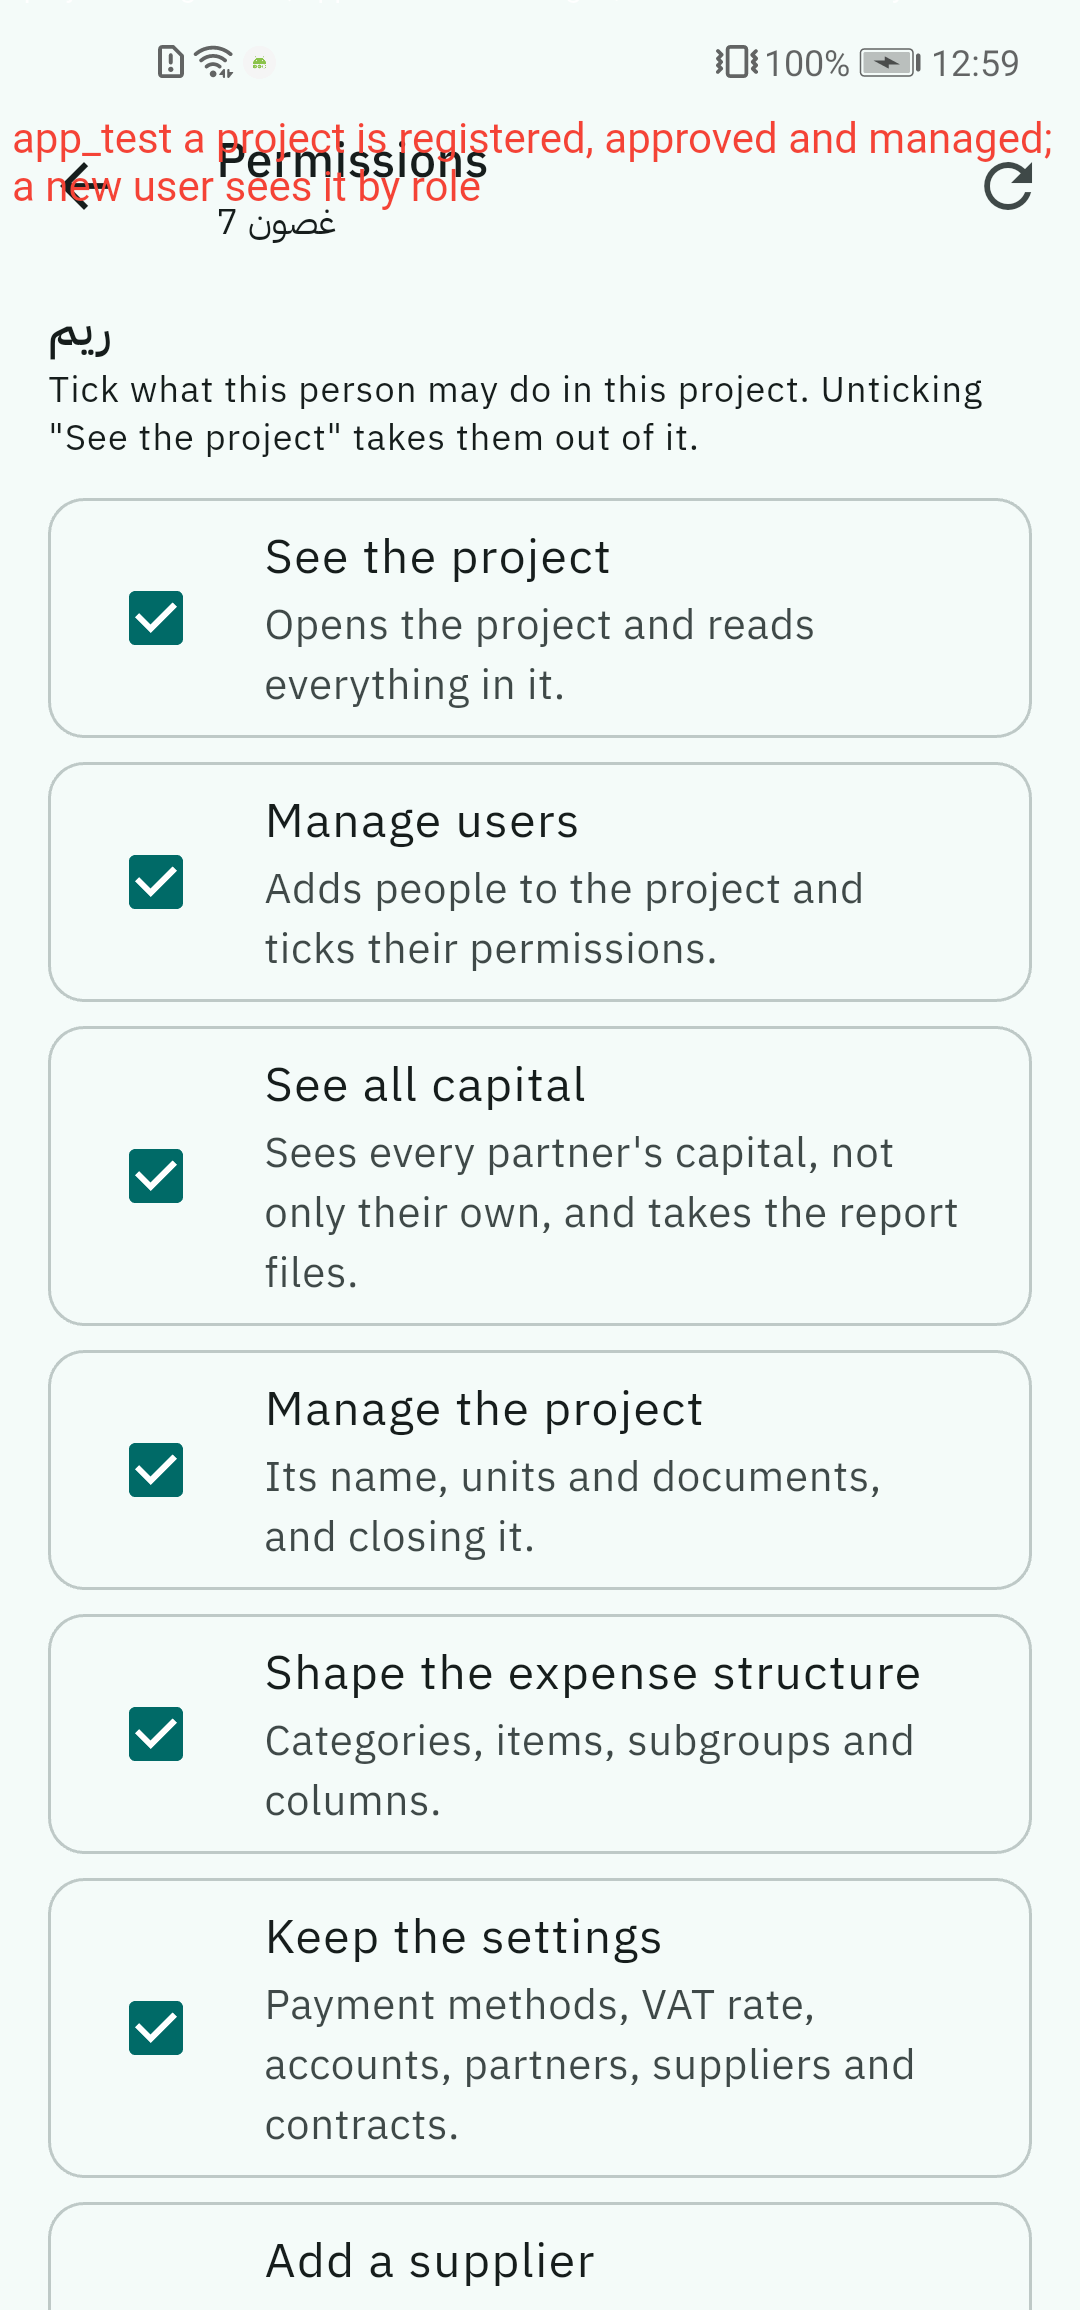 100% 12:59
app_test a project is registered, approved and managed;
a new user sees it by role
Permissions
غصون 7
ريم
Tick what this person may do in this project. Unticking
"See the project" takes them out of it.
See the project
Opens the project and reads
everything in it.
Manage users
Adds people to the project and
ticks their permissions.
See all capital
Sees every partner's capital, not
only their own, and takes the report
files.
Manage the project
Its name, units and documents,
and closing it.
Shape the expense structure
Categories, items, subgroups and
columns.
Keep the settings
Payment methods, VAT rate,
accounts, partners, suppliers and
contracts.
Add a supplier